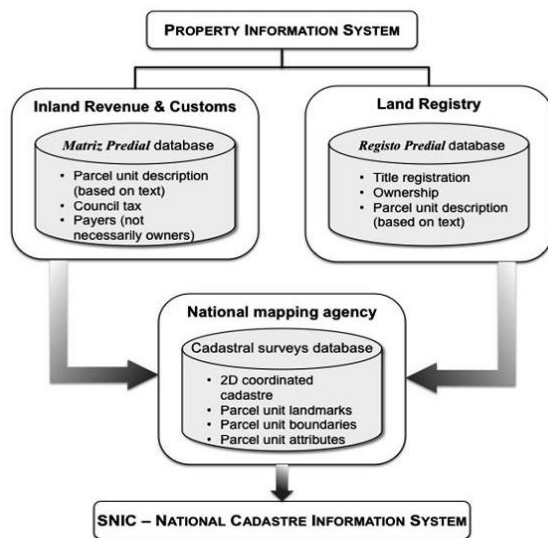 PROPERTY INFORMATION SYSTEM
Inland Revenue & Customs
Matriz Predial database
• Parcel unit description
(based on text)
• Council tax
• Payers (not
necessarily owners)
Land Registry
Registo Predial database
• Title registration
• Ownership
• Parcel unit description
(based on text)
National mapping agency
Cadastral surveys database
• 2D coordinated
cadastre
• Parcel unit landmarks
• Parcel unit boundaries
• Parcel unit attributes
SNIC – NATIONAL CADASTRE INFORMATION SYSTEM